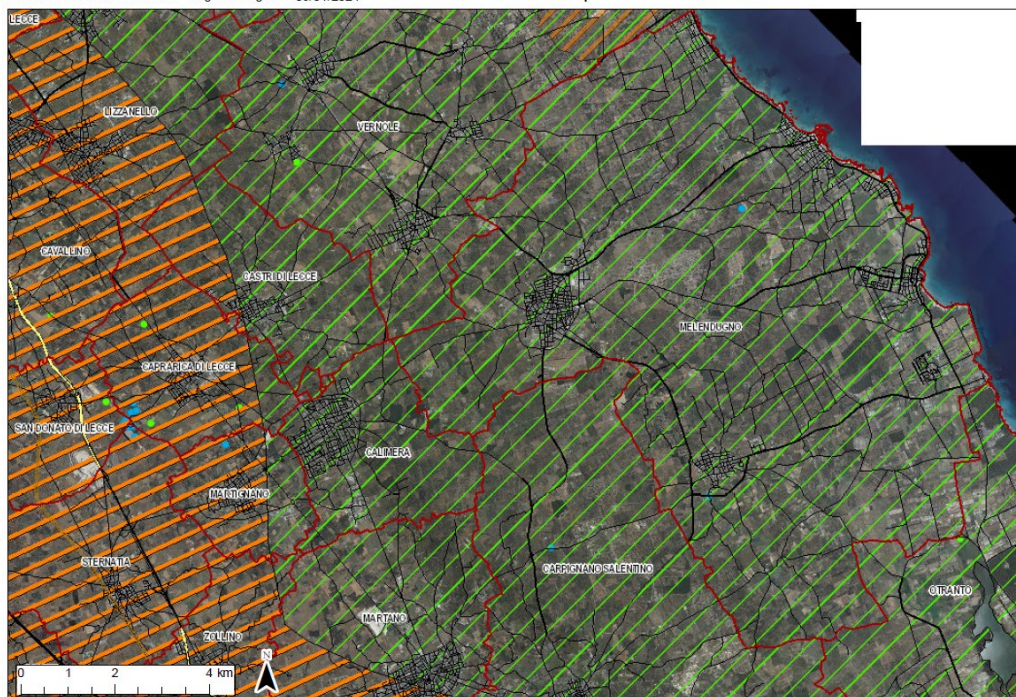 LECCE
LIZZANELLO
VERNOLE
CAVALLINO
CASTRI DI LECCE
MELENDUGNO
CAPRARICA DI LECCE
SAN DONATO DI LECCE
CALIMERA
MARTIGNANO
STERNATIA
CARPIGNANO SALENTINO
OTRANTO
MARTANO
ZOLLINO
N
0 1 2 4 km